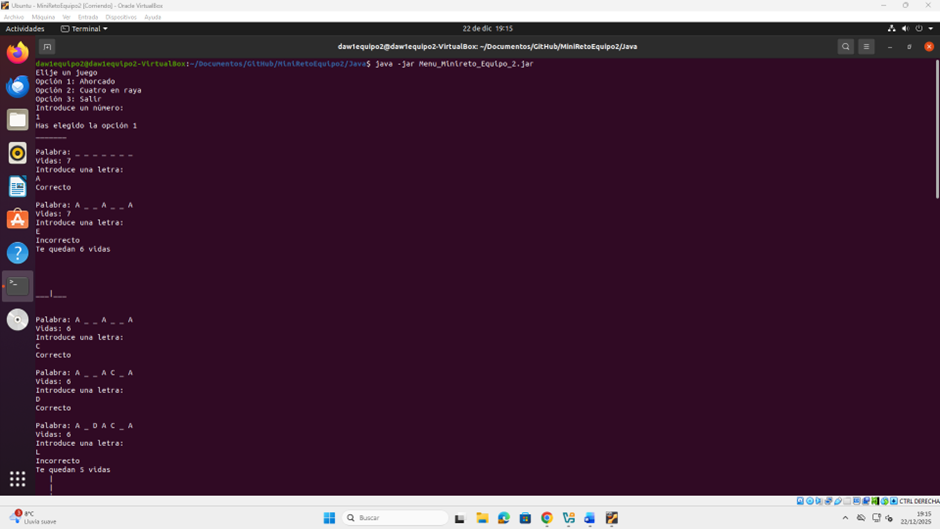 Ubuntu - MiniRetoEquipo2 [Corriendo] - Oracle VirtualBox
Archivo Máquina Ver Entrada Dispositivos Ayuda
Actividades Terminal 22 de dic 19:15
daw1equipo2@daw1equipo2-VirtualBox: ~/Documentos/GitHub/MiniRetoEquipo2/Java
daw1equipo2@daw1equipo2-VirtualBox:~/Documentos/GitHub/MiniRetoEquipo2/Java$ java -jar Menu_Minireto_Equipo_2.jar
Elije un juego
Opción 1: Ahorcado
Opción 2: Cuatro en raya
Opción 3: Salir
Introduce un número:
1
Has elegido la opción 1
_______
Palabra: _ _ _ _ _ _ _
Vidas: 7
Introduce una letra:
A
Correcto
Palabra: A _ _ A _ _ A
Vidas: 7
Introduce una letra:
E
Incorrecto
Te quedan 6 vidas
___|___
Palabra: A _ _ A _ _ A
Vidas: 6
Introduce una letra:
C
Correcto
Palabra: A _ _ A C _ A
Vidas: 6
Introduce una letra:
D
Correcto
Palabra: A _ D A C _ A
Vidas: 6
Introduce una letra:
L
Incorrecto
Te quedan 5 vidas
|
|
CTRL DERECHA
8°C
Lluvia suave
Buscar
19:15
22/12/2025